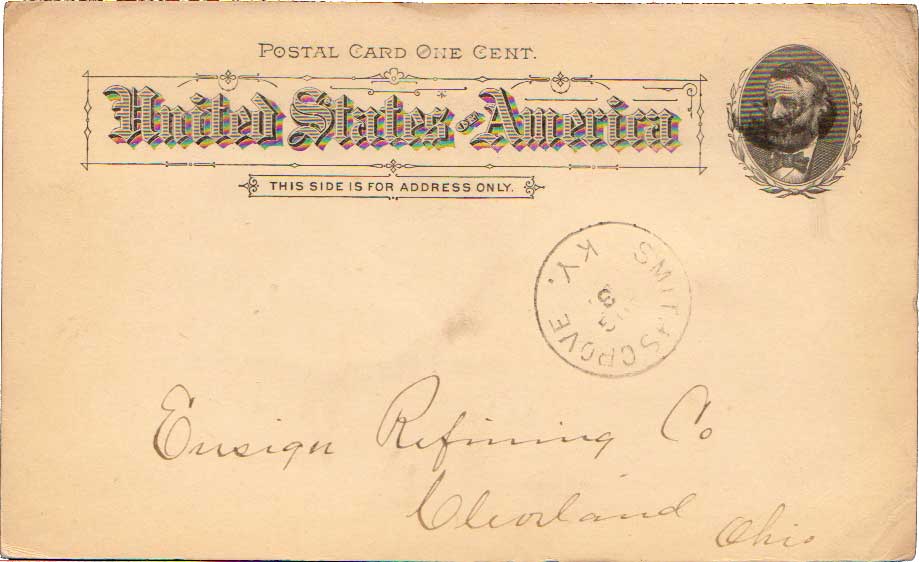 POSTAL CARD ONE CENT.
United States OF America
THIS SIDE IS FOR ADDRESS ONLY.
SMITHS GROVE
KY.
Ensign Refining Co
Cleveland
Ohio